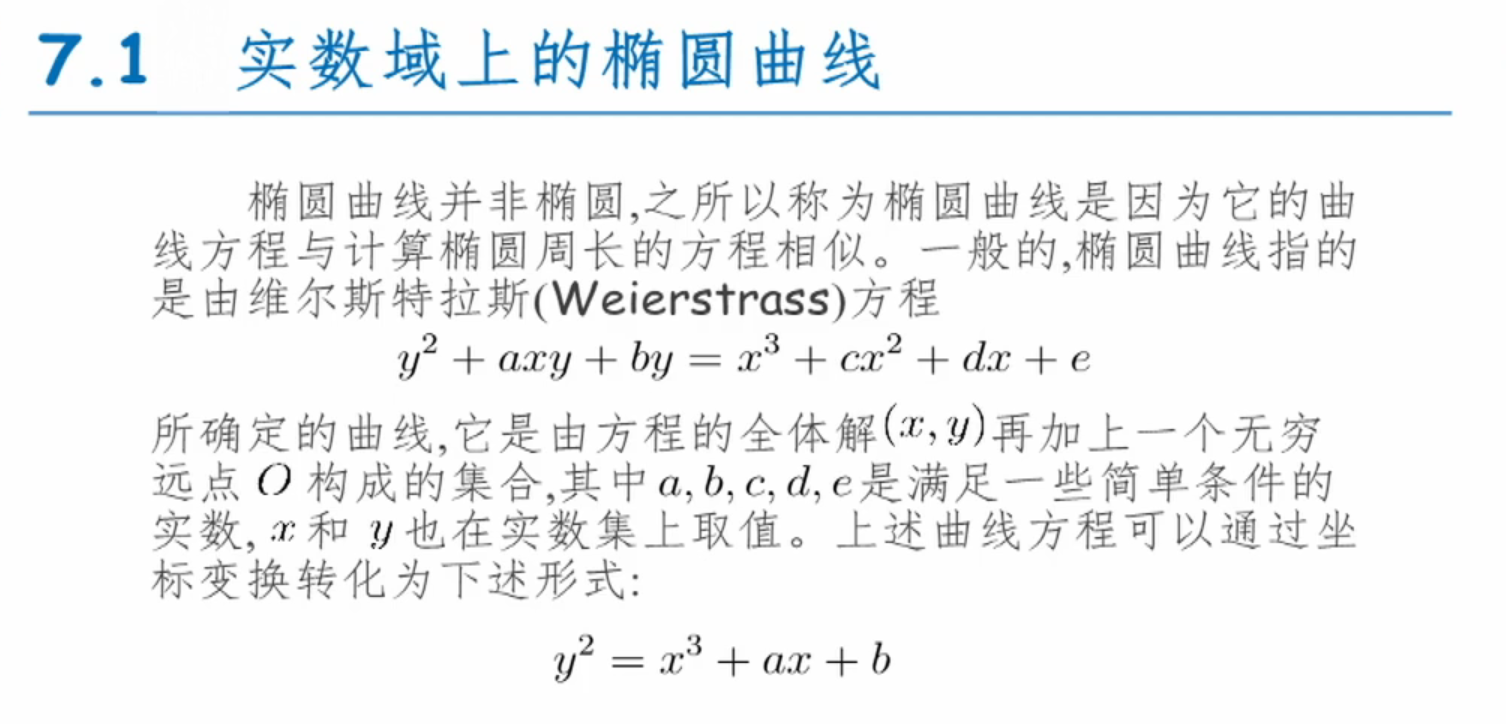 7.1 实数域上的椭圆曲线
椭圆曲线并非椭圆,之所以称为椭圆曲线是因为它的曲
线方程与计算椭圆周长的方程相似。一般的,椭圆曲线指的
是由维尔斯特拉斯(Weierstrass)方程
y² + axy + by = x³ + cx² + dx + e
所确定的曲线,它是由方程的全体解(x, y)再加上一个无穷
远点 O 构成的集合,其中 a, b, c, d, e是满足一些简单条件的
实数, x 和 y 也在实数集上取值。上述曲线方程可以通过坐
标变换转化为下述形式:
y² = x³ + ax + b